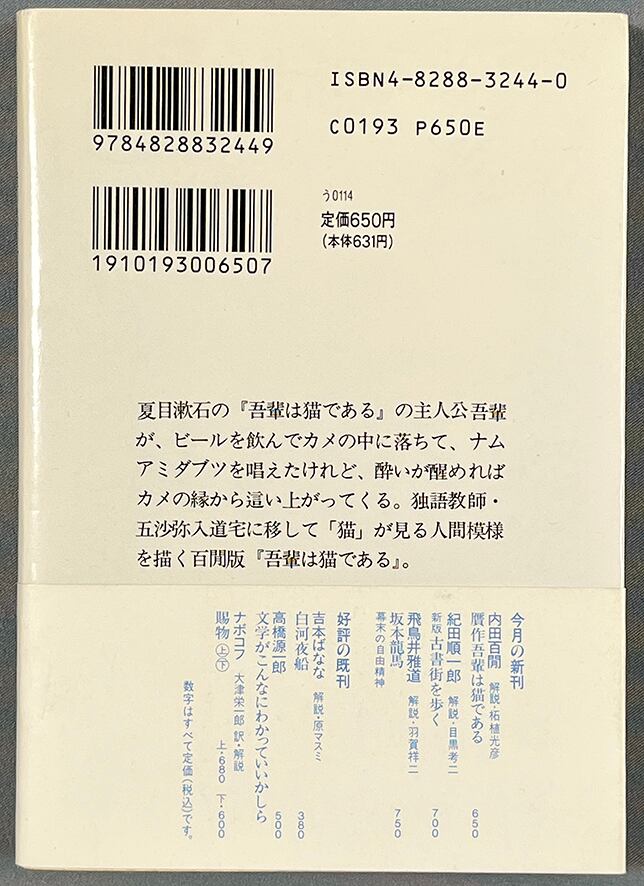 9784828832449
ISBN4-8288-3244-0
C0193 P650E
1910193006507
う0114
定価650円
(本体631円)
夏目漱石の『吾輩は猫である』の主人公吾輩
が、ビールを飲んでカメの中に落ちて、ナム
アミダブツを唱えたけれど、酔いが醒めれば
カメの縁から這い上がってくる。独語教師・
五沙弥入道宅に移して「猫」が見る人間模様
を描く百閒版『吾輩は猫である』。
今月の新刊
内田百閒 解説・柘植光彦
贋作吾輩は猫である 650
紀田順一郎 解説・目黒考二
新版 古書街を歩く 700
飛鳥井雅道 解説・羽賀祥二
坂本龍馬 750
幕末の自由精神
好評の既刊
吉本ばなな 解説・原マスミ
白河夜船 380
高橋源一郎
文学がこんなにわかっていいかしら 500
ナボコフ 大津栄一郎 訳・解説
賜物 上 下 上・680 下・600
数字はすべて定価(税込)です。